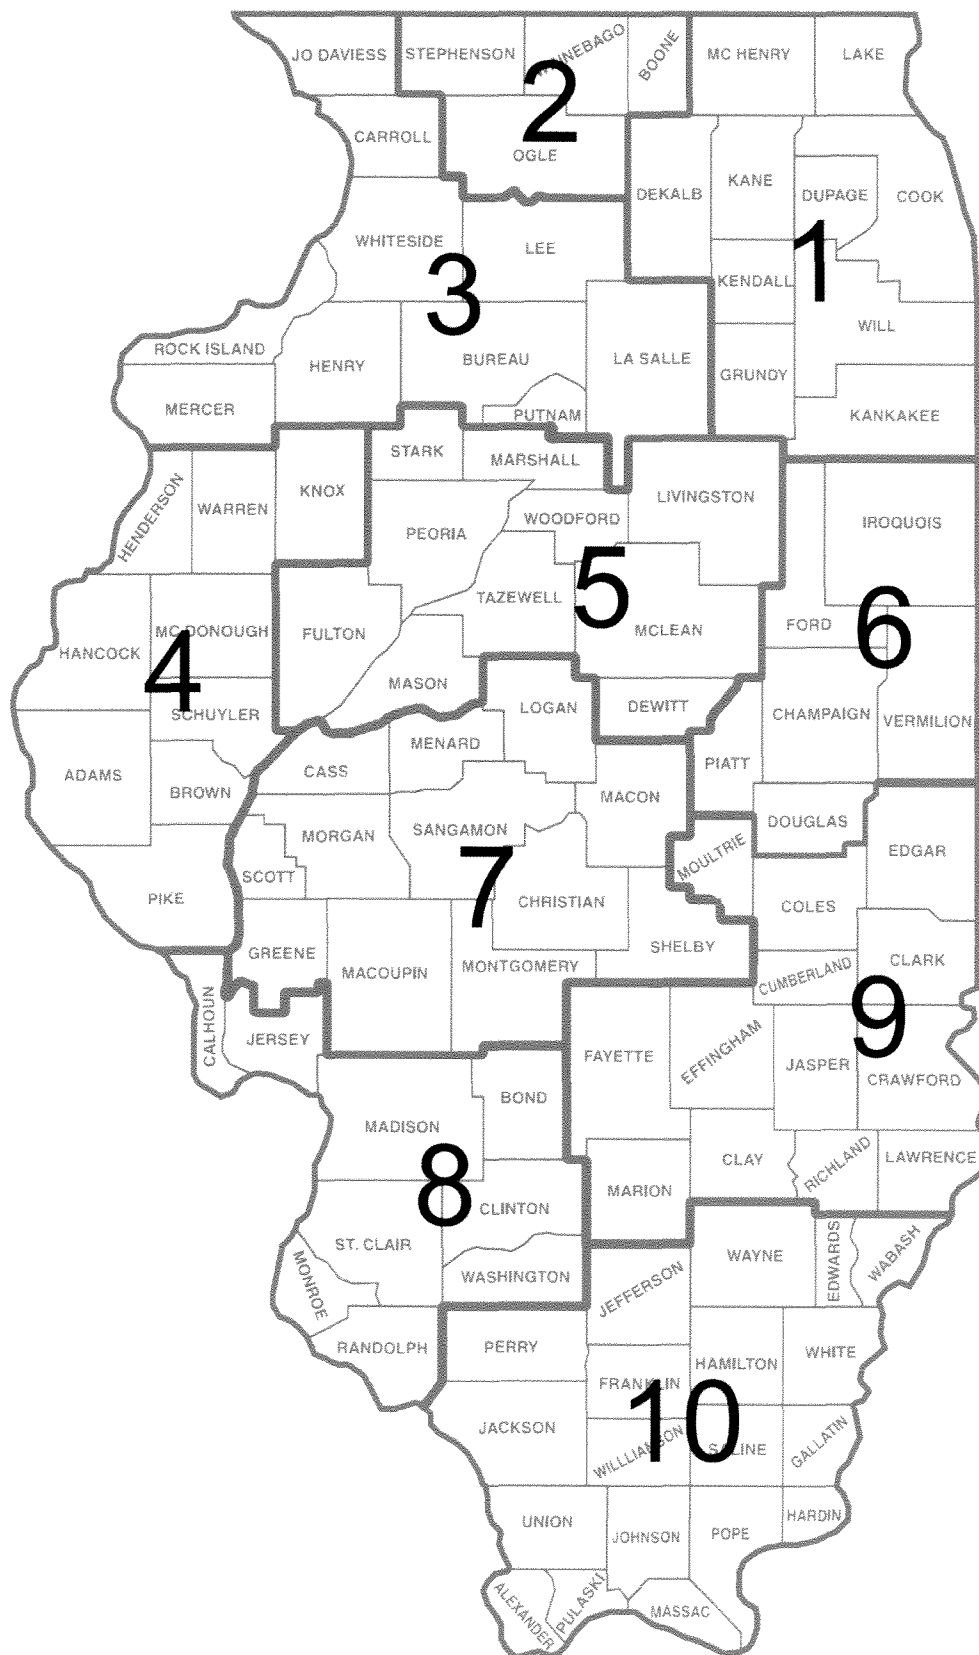 JO DAVIESS
STEPHENSON
WINNEBAGO
BOONE
MC HENRY
LAKE
2
CARROLL
OGLE
DEKALB
KANE
DUPAGE
COOK
WHITESIDE
LEE
1
3
KENDALL
WILL
ROCK ISLAND
HENRY
BUREAU
LA SALLE
GRUNDY
MERCER
PUTNAM
KANKAKEE
STARK
MARSHALL
HENDERSON
WARREN
KNOX
LIVINGSTON
WOODFORD
IROQUOIS
PEORIA
5
TAZEWELL
FORD
6
HANCOCK
MC DONOUGH
FULTON
MCLEAN
4
MASON
SCHUYLER
LOGAN
DEWITT
CHAMPAIGN
VERMILION
ADAMS
BROWN
CASS
MENARD
PIATT
MACON
MORGAN
SANGAMON
DOUGLAS
MOULTRIE
EDGAR
PIKE
SCOTT
7
CHRISTIAN
COLES
GREENE
MACOUPIN
MONTGOMERY
SHELBY
CUMBERLAND
CLARK
9
CALHOUN
JERSEY
FAYETTE
EFFINGHAM
JASPER
CRAWFORD
MADISON
BOND
CLAY
RICHLAND
LAWRENCE
8
MARION
CLINTON
ST. CLAIR
MONROE
WASHINGTON
JEFFERSON
WAYNE
EDWARDS
WABASH
RANDOLPH
PERRY
HAMILTON
WHITE
FRANKLIN
10
JACKSON
WILLLIAMSON
SALINE
GALLATIN
UNION
JOHNSON
POPE
HARDIN
ALEXANDER
PULASKI
MASSAC